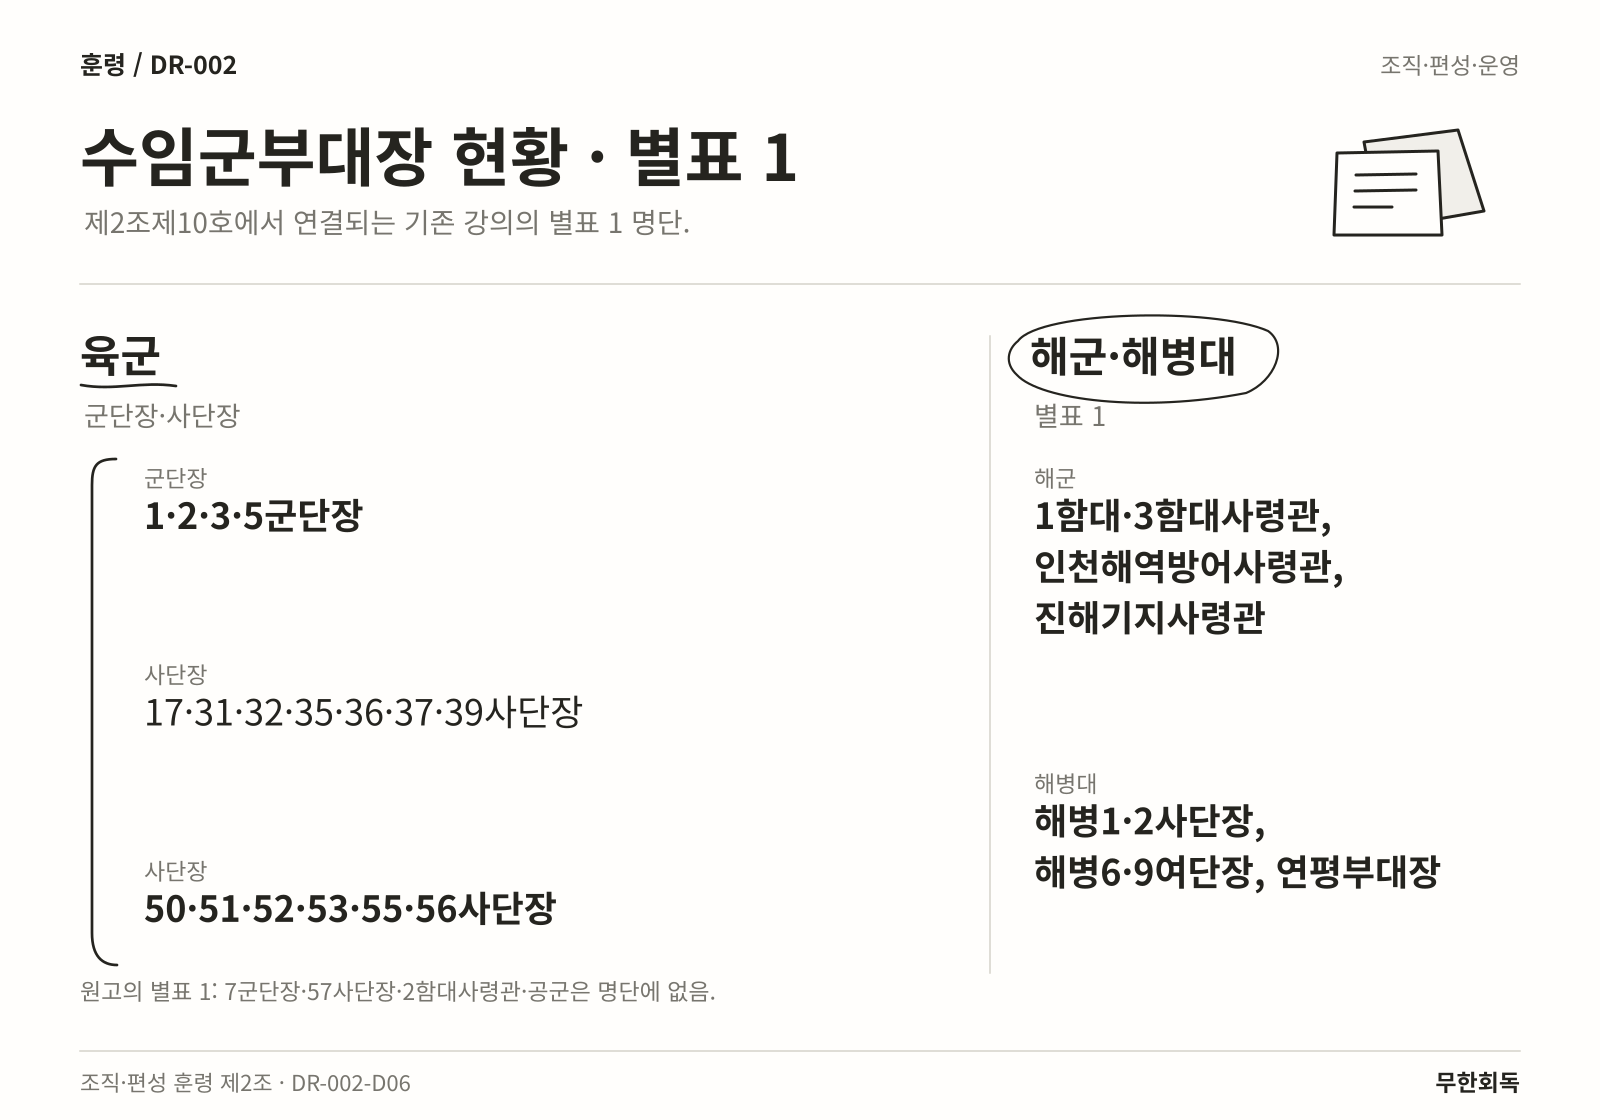 훈령 / DR-002
조직·편성·운영
수임군부대장 현황 · 별표 1
제2조제10호에서 연결되는 기존 강의의 별표 1 명단.
육군
군단장·사단장
군단장
1·2·3·5군단장
사단장
17·31·32·35·36·37·39사단장
사단장
50·51·52·53·55·56사단장
원고의 별표 1: 7군단장·57사단장·2함대사령관·공군은 명단에 없음.
해군·해병대
별표 1
해군
1함대·3함대사령관,
인천해역방어사령관,
진해기지사령관
해병대
해병1·2사단장,
해병6·9여단장, 연평부대장
조직·편성 훈령 제2조 · DR-002-D06
무한회독